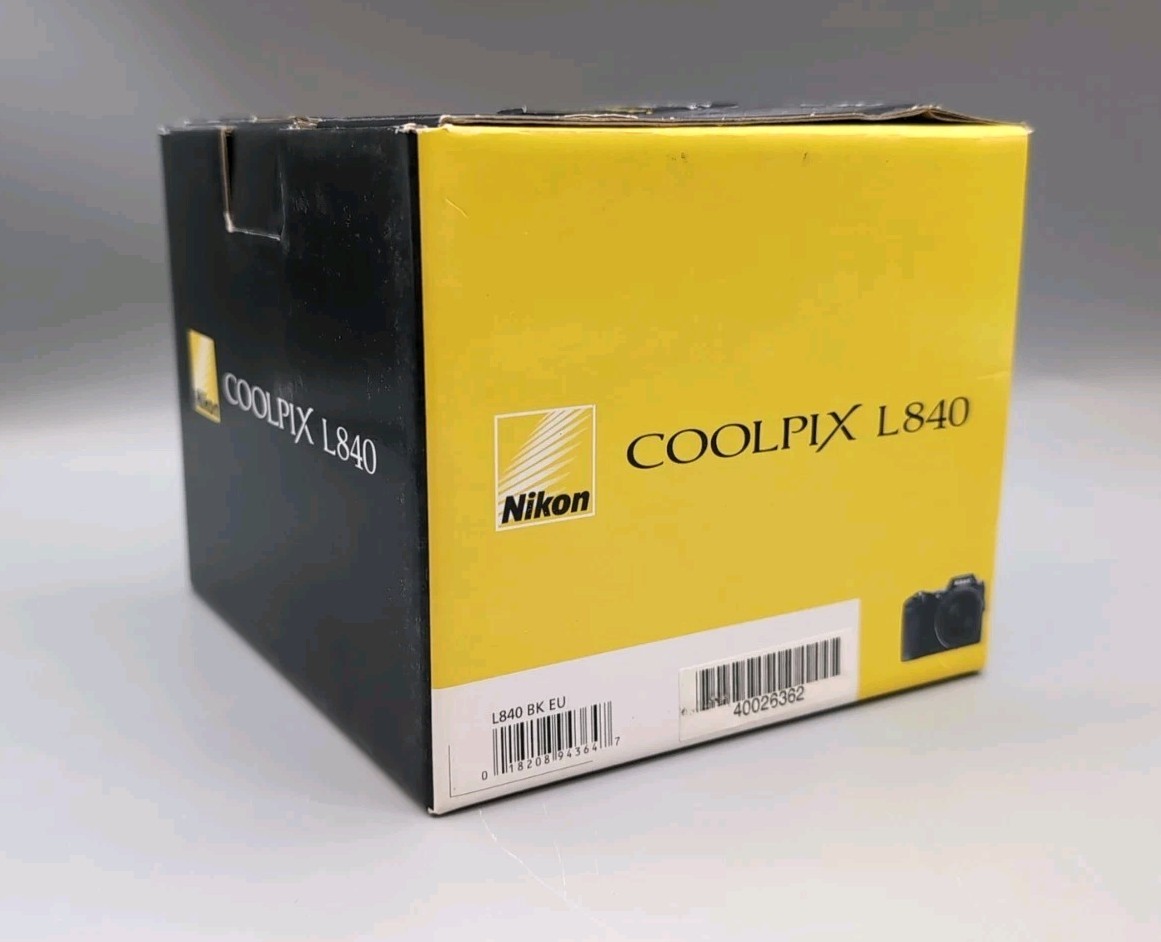 Nikon
COOLPIX L840
Nikon
COOLPIX L840
L840 BK EU
0 18208 94364 7
40026362